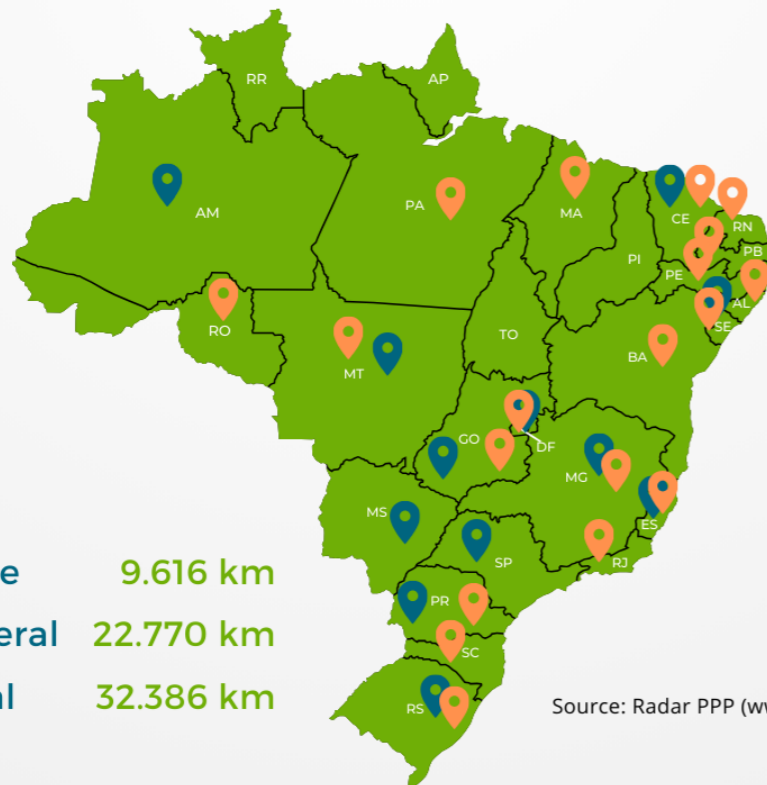 RR
AP
AM
PA
MA
CE
RN
PB
PI
PE
AL
SE
RO
TO
MT
BA
GO
DF
MG
ES
MS
SP
RJ
PR
SC
RS
e 9.616 km
eral 22.770 km
al 32.386 km
Source: Radar PPP (w